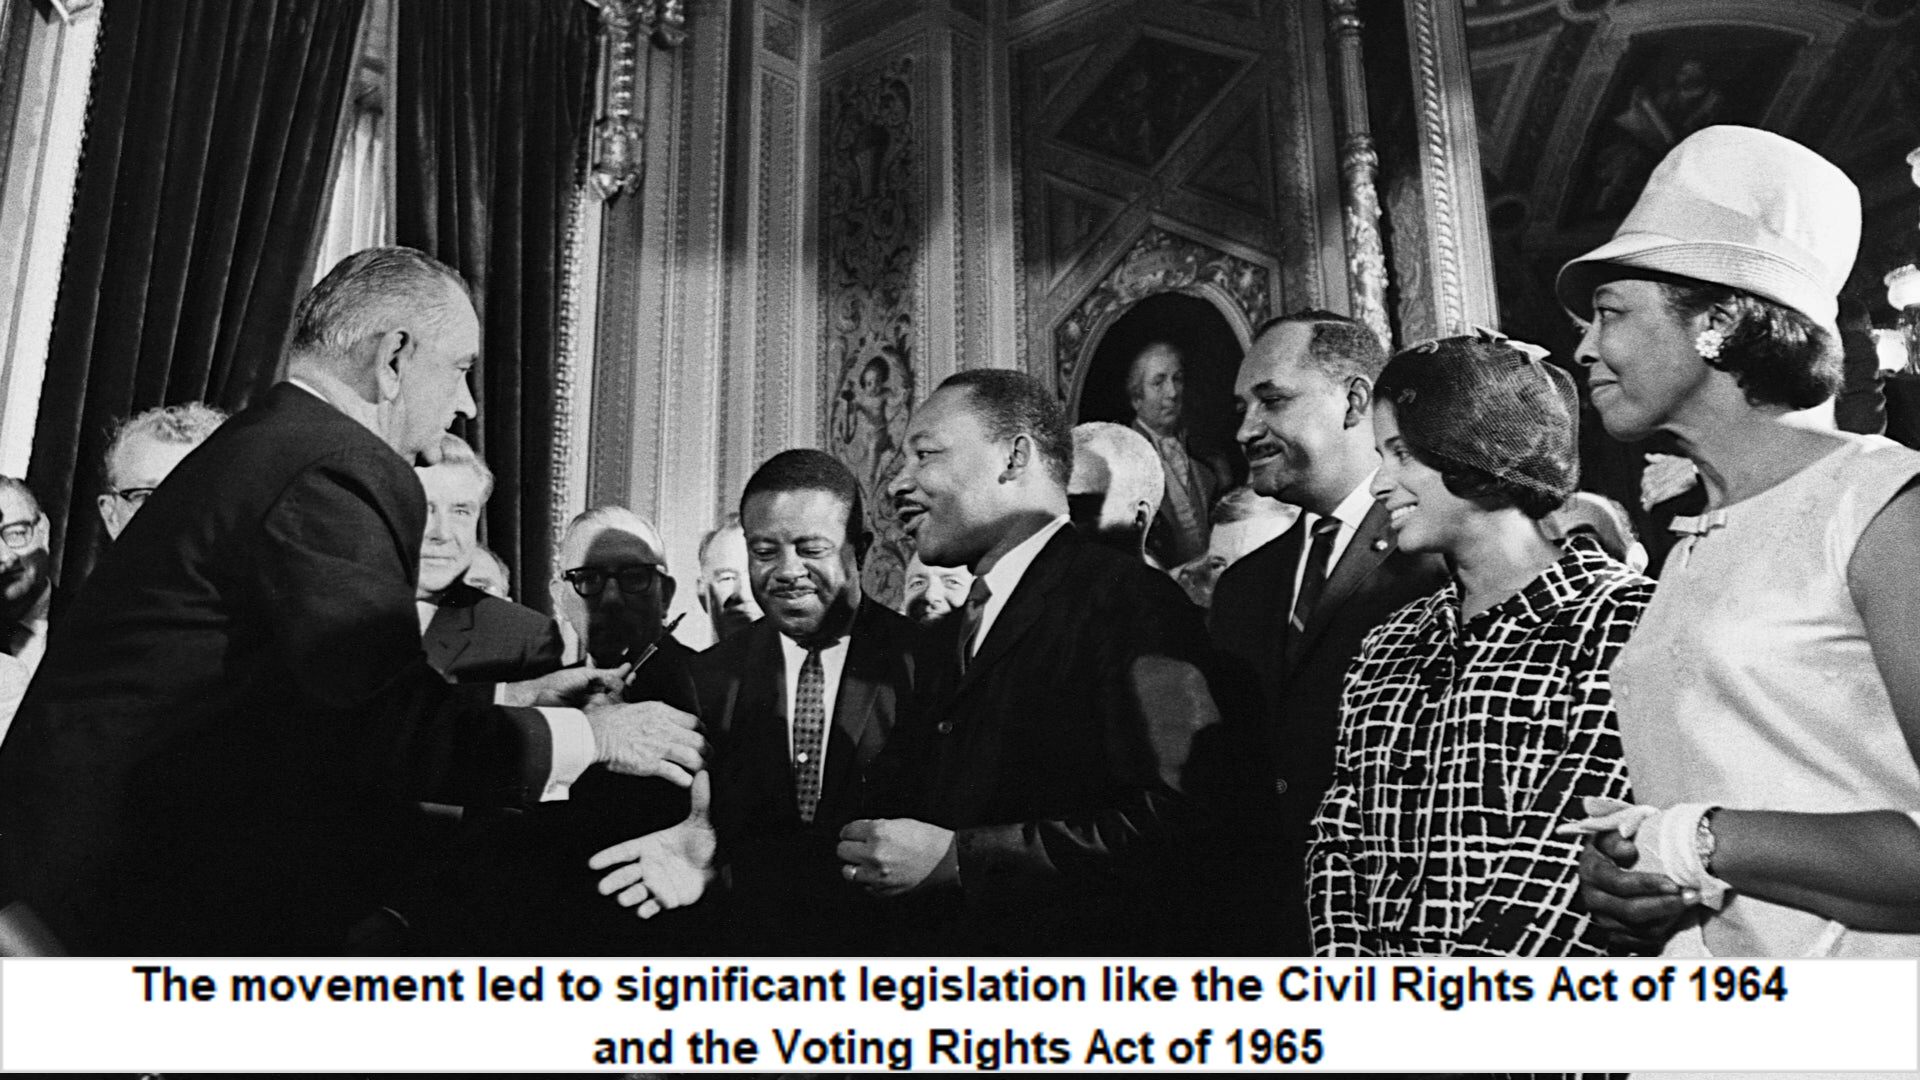 The movement led to significant legislation like the Civil Rights Act of 1964
and the Voting Rights Act of 1965